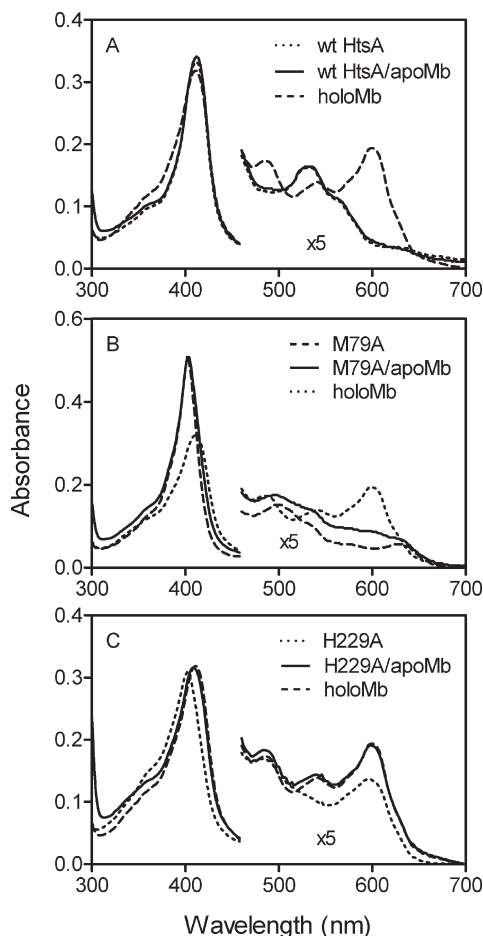 A
wt HtsA
wt HtsA/apoMb
holoMb
0.4
0.3
0.2
0.1
0.0
x5
300 400 500 600 700
B
M79A
M79A/apoMb
holoMb
0.6
0.4
0.2
0.0
x5
300 400 500 600 700
Absorbance
C
H229A
H229A/apoMb
holoMb
0.4
0.3
0.2
0.1
0.0
x5
300 400 500 600 700
Wavelength (nm)